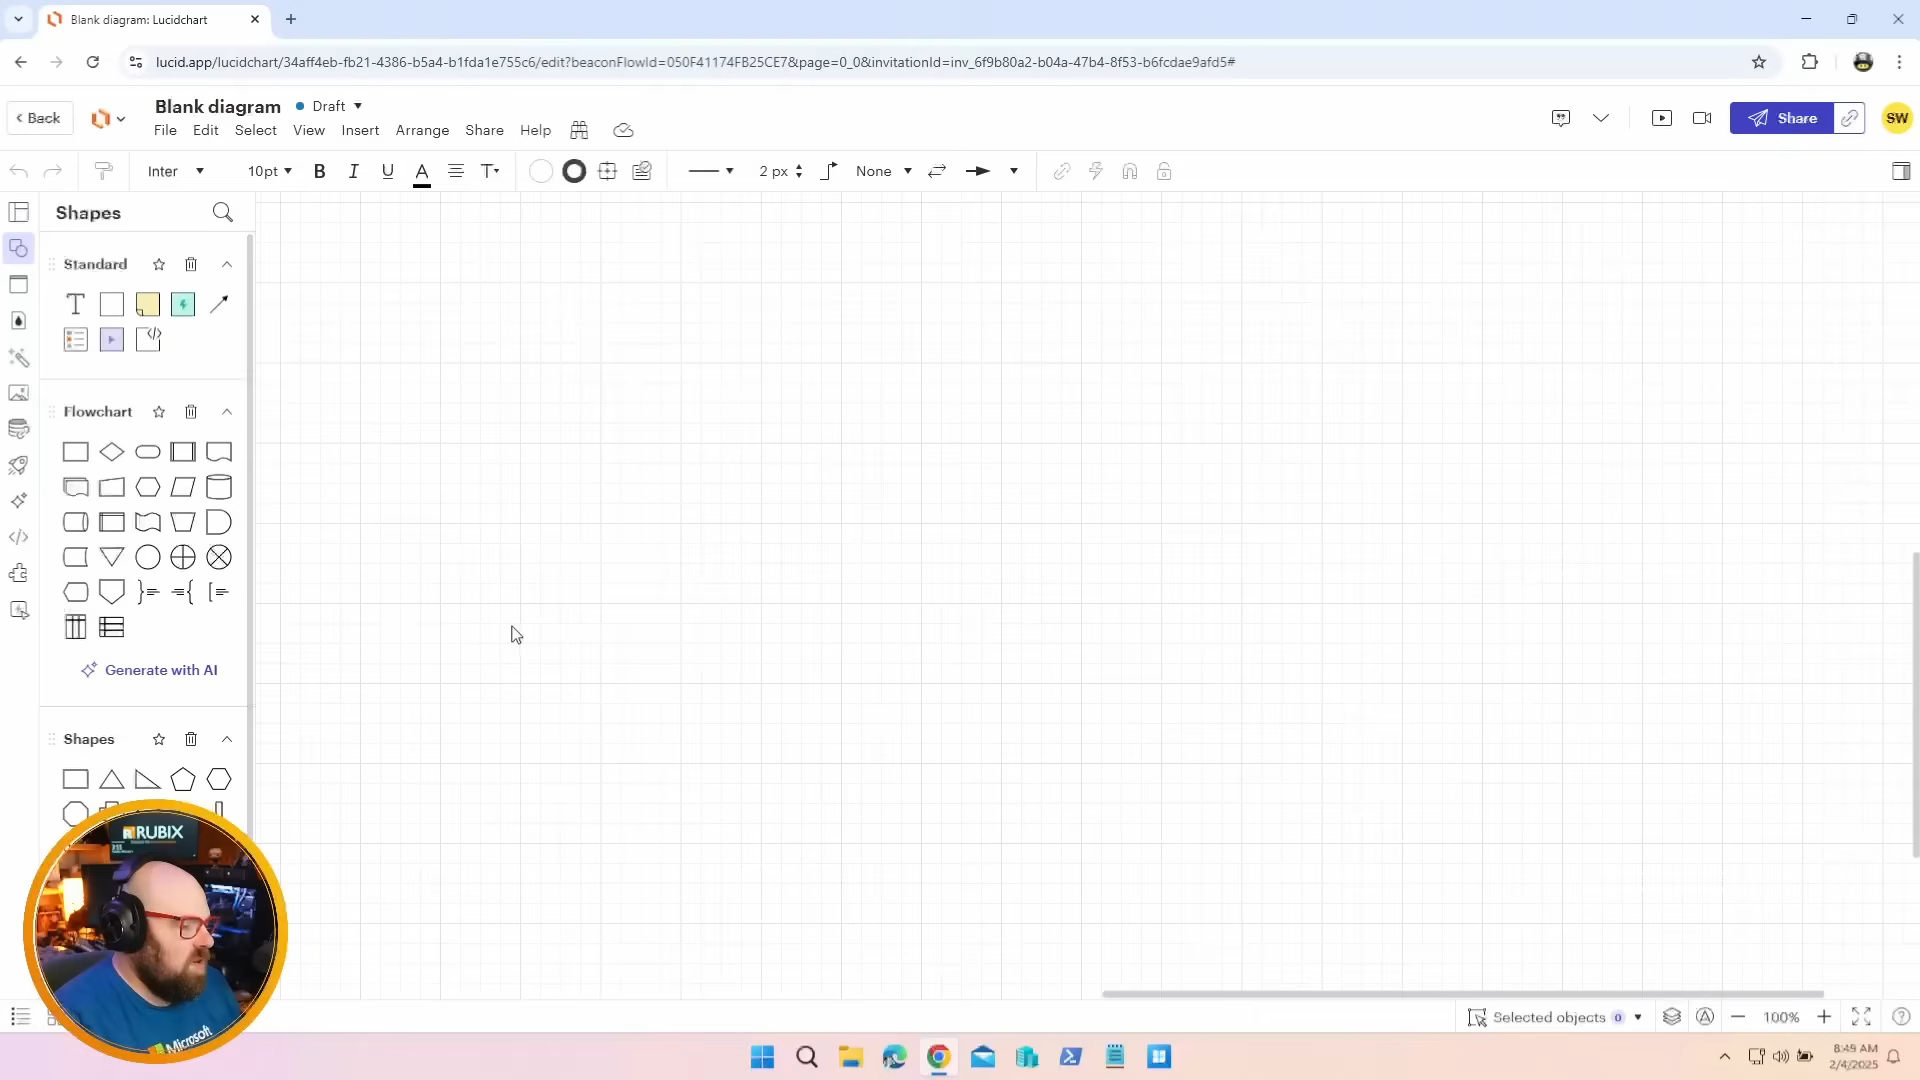 Blank diagram: Lucidchart
lucid.app/lucidchart/34aff4eb-fb21-4386-b5a4-b1fda1e755c6/edit?beaconFlowId=050F41174FB25CE7&page=0_0&invitationId=inv_6f9b80a2-b04a-47b4-8f53-b6fcdae9afd5#
Back
Blank diagram Draft
File Edit Select View Insert Arrange Share Help
Share
SW
Inter 10pt B I U A T 2 px None
Shapes
Standard
T
Flowchart
Generate with AI
Shapes
RUBIX
Microsoft
Selected objects 0 100%
8:49 AM
2/4/2025